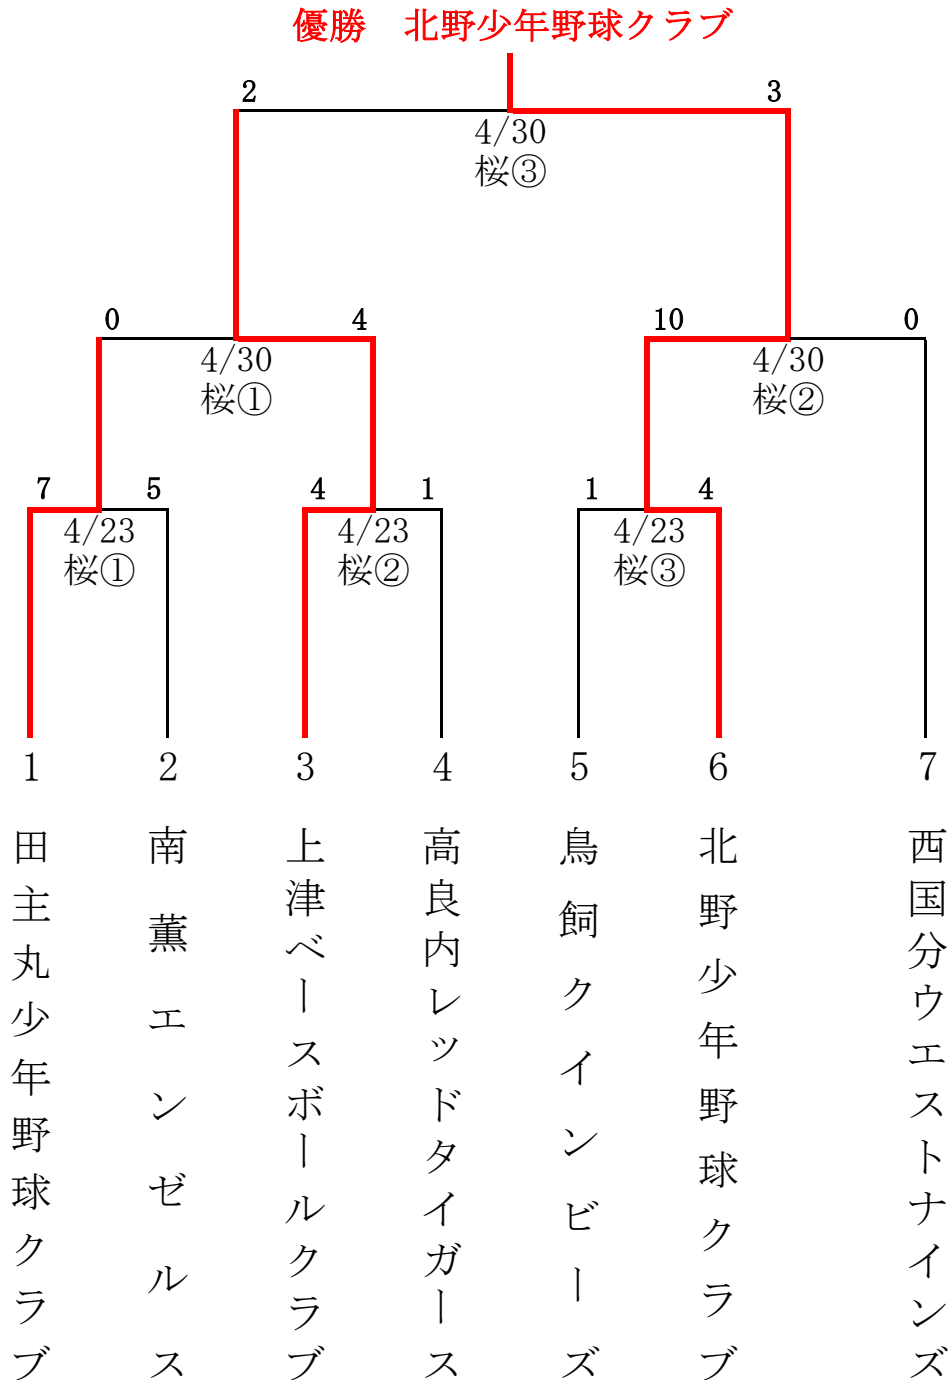 優勝　北野少年野球クラブ
2
3
4/30
桜③
0
4
10
0
4/30
桜①
4/30
桜②
7
5
4
1
1
4
4/23
桜①
4/23
桜②
4/23
桜③
1
2
3
4
5
6
7
田主丸少年野球クラブ
南薫エンゼルス
上津ベースボールクラブ
高良内レッドタイガース
鳥飼クインビーズ
北野少年野球クラブ
西国分ウエストナインズ